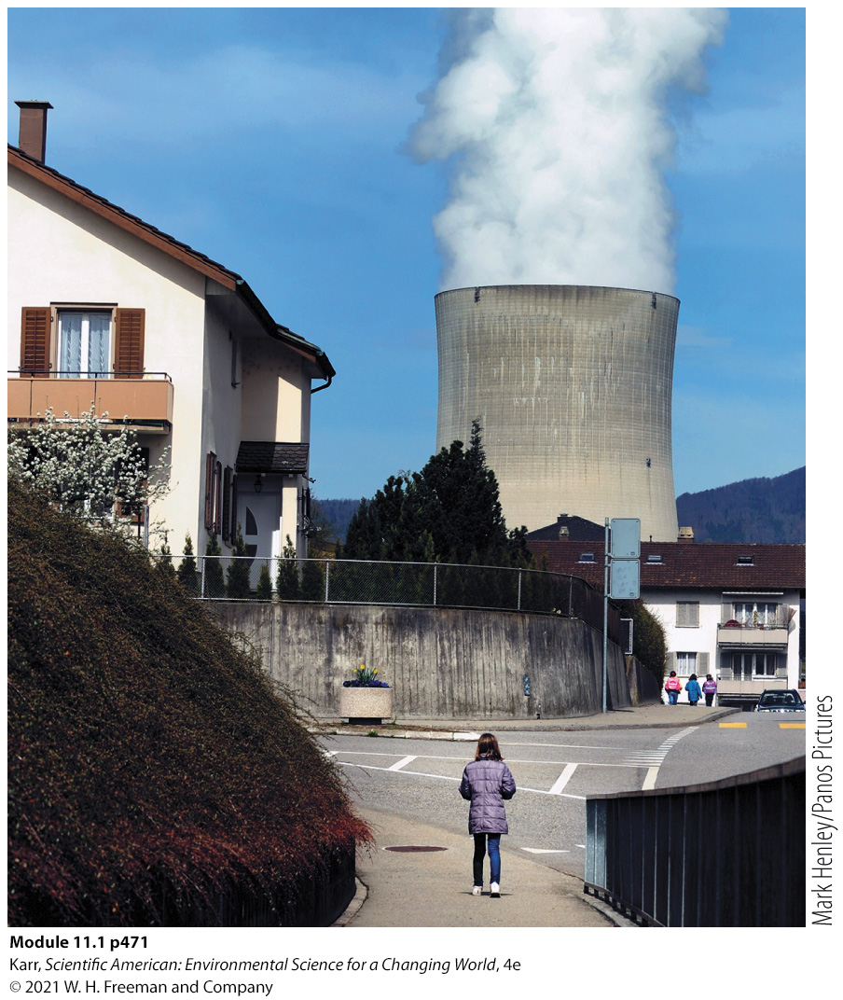 Mark Henley/Panos Pictures
Module 11.1 p471
Karr, Scientific American: Environmental Science for a Changing World, 4e
© 2021 W. H. Freeman and Company